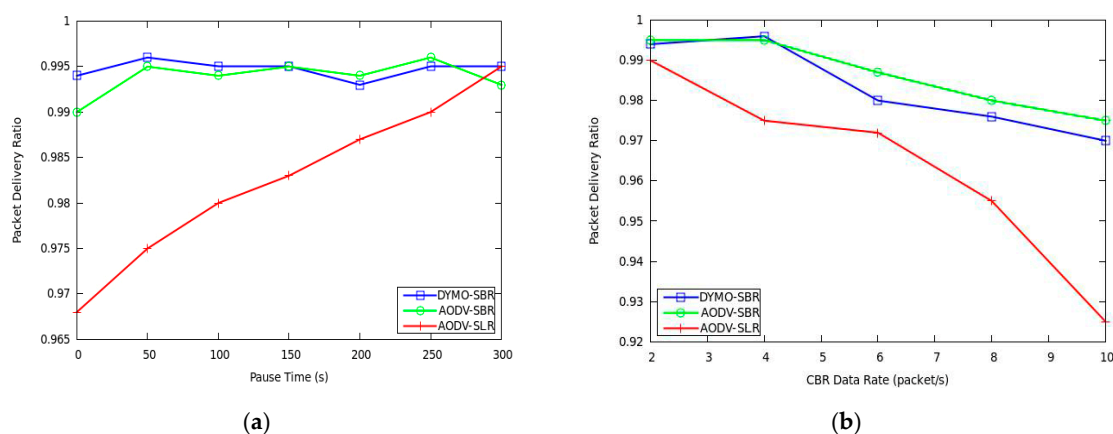 1
0.995
0.99
0.985
0.98
0.975
0.97
0.965
Packet Delivery Ratio
0 50 100 150 200 250 300
Pause Time (s)
DYMO-SBR
AODV-SBR
AODV-SLR
(a)
1
0.99
0.98
0.97
0.96
0.95
0.94
0.93
0.92
Packet Delivery Ratio
2 3 4 5 6 7 8 9 10
CBR Data Rate (packet/s)
DYMO-SBR
AODV-SBR
AODV-SLR
(b)